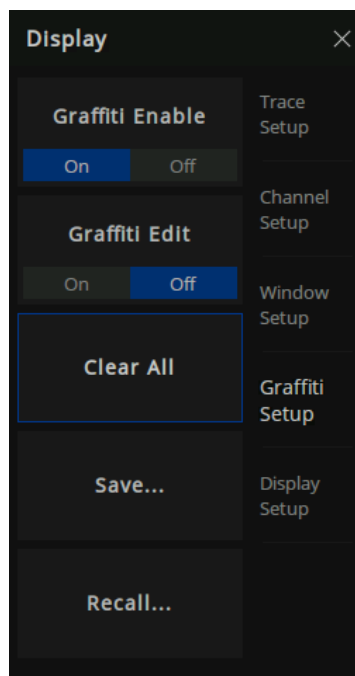 Display
Graffiti Enable
On Off
Graffiti Edit
On Off
Clear All
Save...
Recall...
Trace
Setup
Channel
Setup
Window
Setup
Graffiti
Setup
Display
Setup